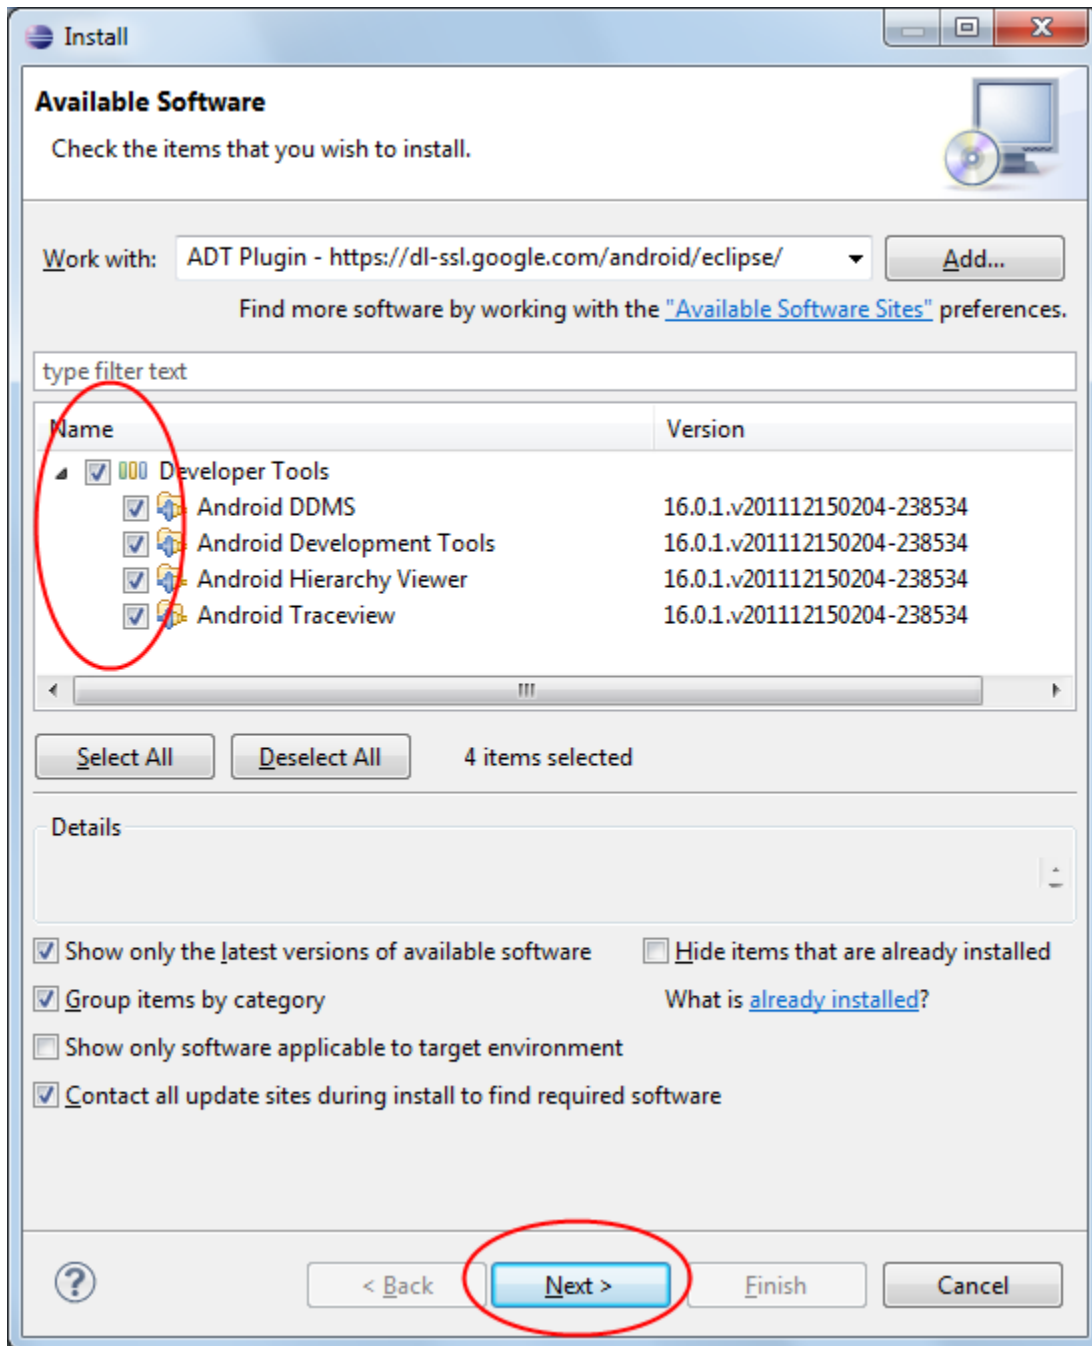 Install
Available Software
Check the items that you wish to install.
Work with: ADT Plugin - https://dl-ssl.google.com/android/eclipse/ Add...
Find more software by working with the "Available Software Sites" preferences.
type filter text
Name Version
Developer Tools
Android DDMS 16.0.1.v201112150204-238534
Android Development Tools 16.0.1.v201112150204-238534
Android Hierarchy Viewer 16.0.1.v201112150204-238534
Android Traceview 16.0.1.v201112150204-238534
Select All Deselect All 4 items selected
Details
Show only the latest versions of available software Hide items that are already installed
Group items by category What is already installed?
Show only software applicable to target environment
Contact all update sites during install to find required software
? < Back Next > Finish Cancel